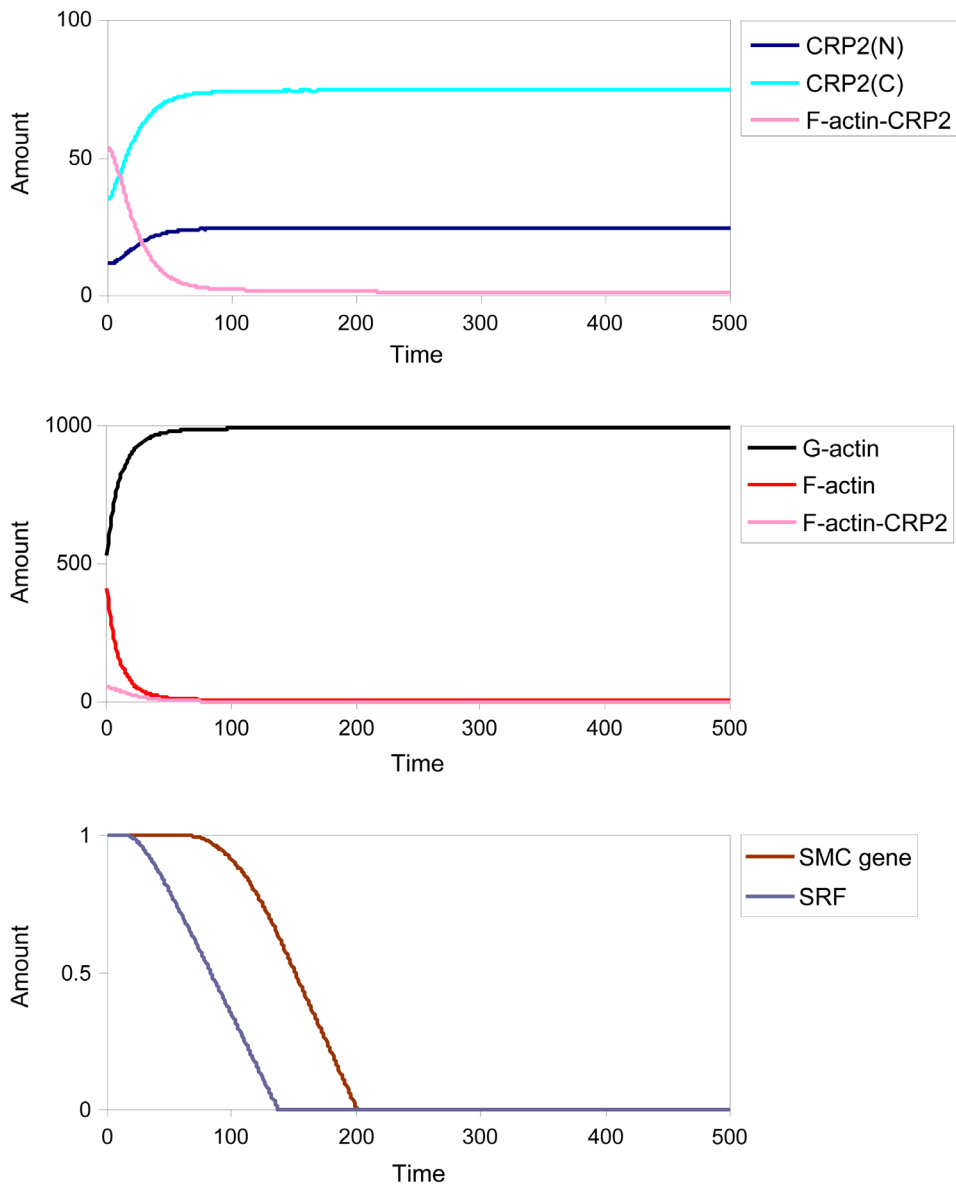 100
50
0
Amount
0 100 200 300 400 500
Time
CRP2(N)
CRP2(C)
F-actin-CRP2
1000
500
0
Amount
0 100 200 300 400 500
Time
G-actin
F-actin
F-actin-CRP2
1
0.5
0
Amount
0 100 200 300 400 500
Time
SMC gene
SRF